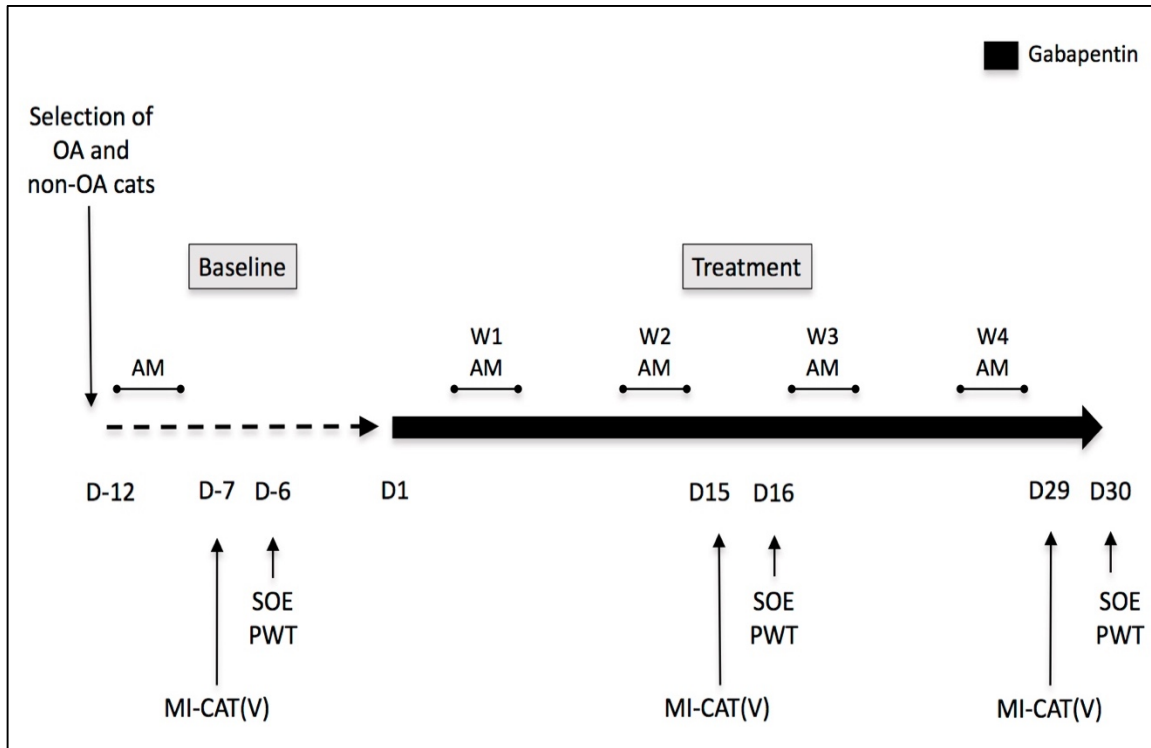 Gabapentin
Selection of
OA and
non-OA cats
Baseline
Treatment
AM
W1
AM
W2
AM
W3
AM
W4
AM
D-12
D-7
D-6
D1
D15
D16
D29
D30
SOE
PWT
SOE
PWT
SOE
PWT
MI-CAT(V)
MI-CAT(V)
MI-CAT(V)